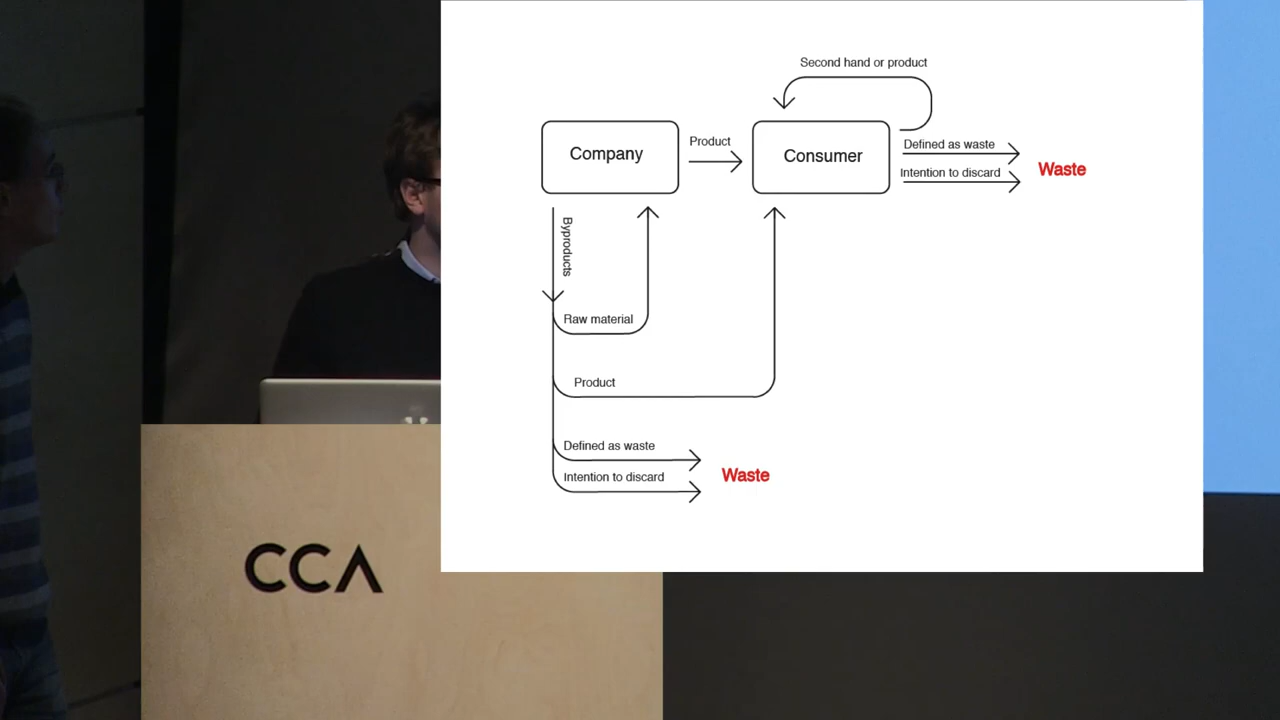 Second hand or product
Company
Product
Consumer
Defined as waste
Intention to discard
Waste
Byproducts
Raw material
Product
Defined as waste
Intention to discard
Waste
CCA